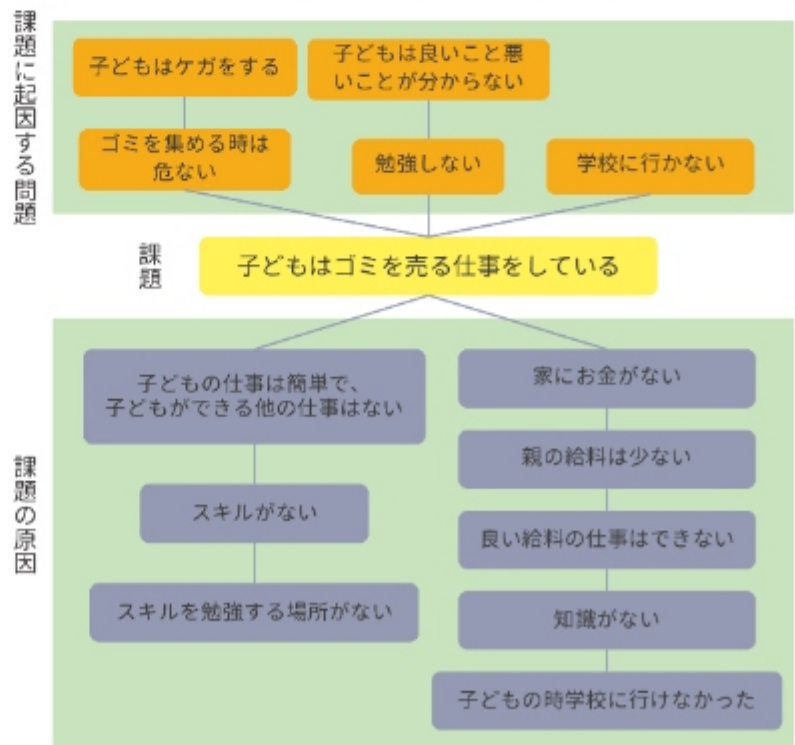 課題に起因する問題
子どもはケガをする
子どもは良いこと悪
いことが分からない
ゴミを集める時は
危ない
勉強しない
学校に行かない
課題
子どもはゴミを売る仕事をしている
課題の原因
子どもの仕事は簡単で、
子どもができる他の仕事はない
スキルがない
スキルを勉強する場所がない
家にお金がない
親の給料は少ない
良い給料の仕事はできない
知識がない
子どもの時学校に行けなかった